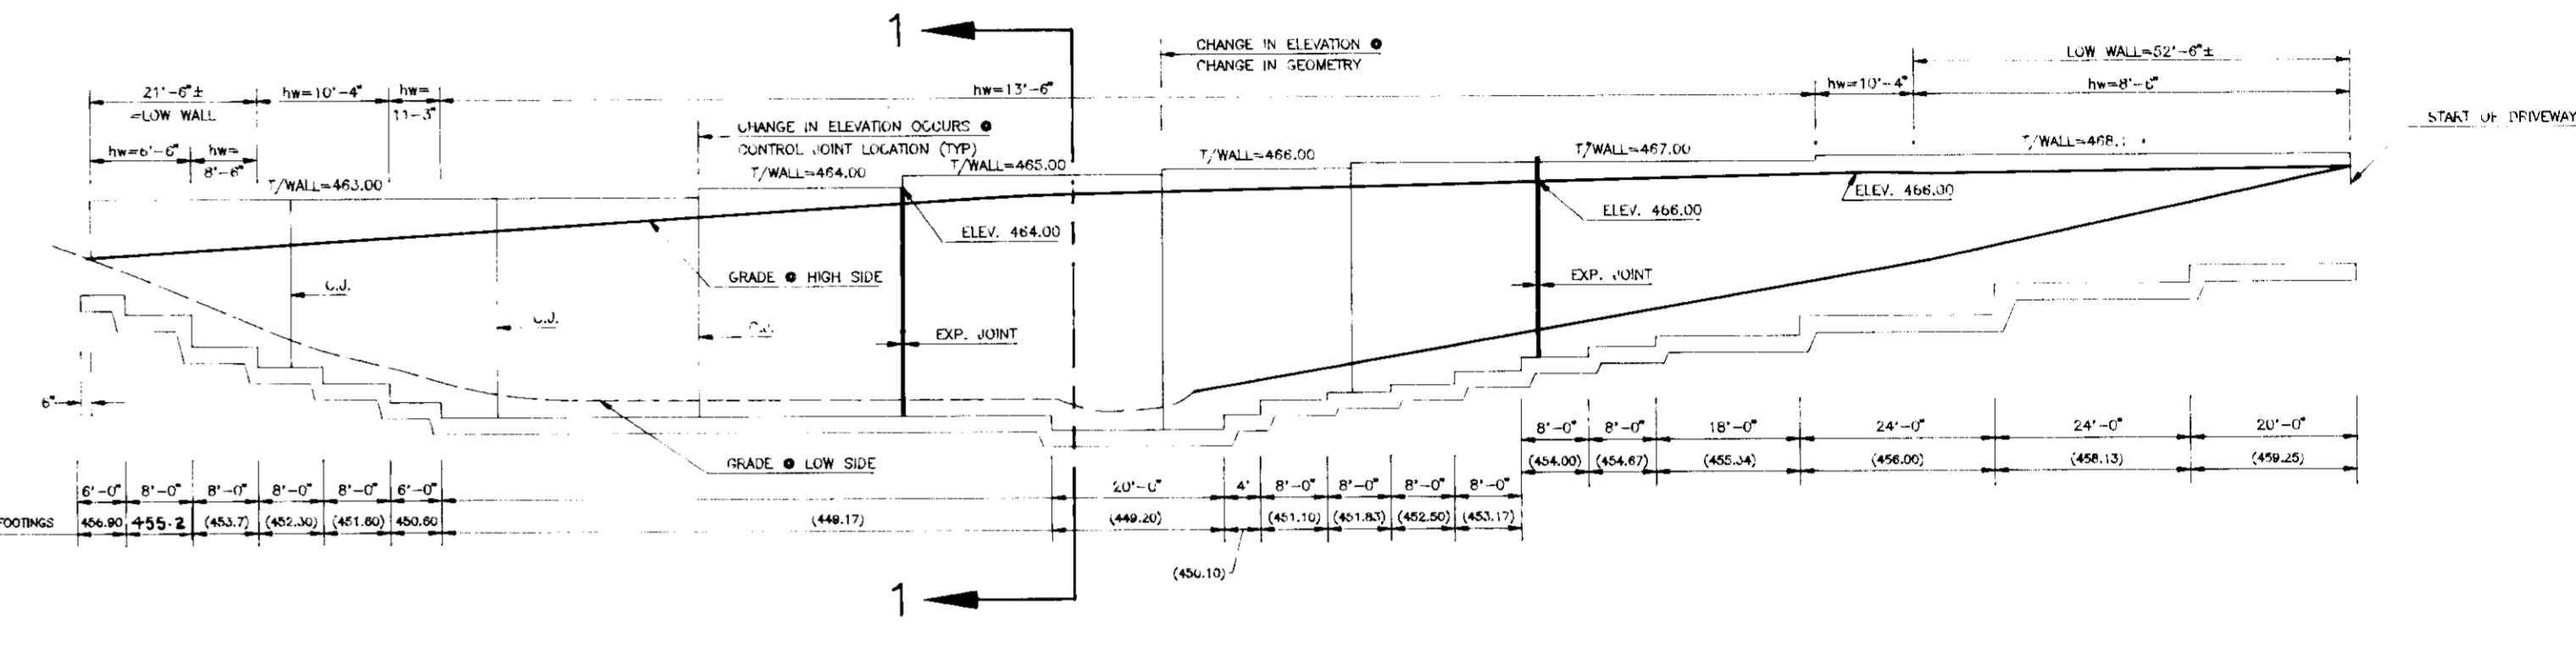 1
CHANGE IN ELEVATION @
CHANGE IN GEOMETRY
LOW WALL=52'-6"±
21'-6"±
=LOW WALL
hw=10'-4"
hw=
11-3"
hw=13'-6"
hw=10'-4"
hw=8'-6"
START OF DRIVEWAY
CHANGE IN ELEVATION OCCURS @
CONTROL JOINT LOCATION (TYP)
hw=6'-6"
hw=
8'-6"
T/WALL=463.00
T/WALL=464.00
T/WALL=465.00
T/WALL=466.00
T/WALL=467.00
T/WALL=468.1
ELEV. 464.00
ELEV. 466.00
ELEV. 466.00
GRADE @ HIGH SIDE
C.J.
C.J.
C.J.
EXP. JOINT
EXP. JOINT
6"
GRADE @ LOW SIDE
8'-0" 8'-0" 18'-0" 24'-0" 24'-0" 20'-0"
(454.00) (454.67) (455.34) (456.00) (458.13) (459.25)
6'-0" 8'-0" 8'-0" 8'-0" 8'-0" 6'-0" 20'-0" 4' 8'-0" 8'-0" 8'-0" 8'-0"
FOOTINGS 456.90 455.2 (453.7) (452.30) (451.60) 450.60 (449.17) (449.20) (451.10) (451.83) (452.50) (453.17)
(450.10)
1